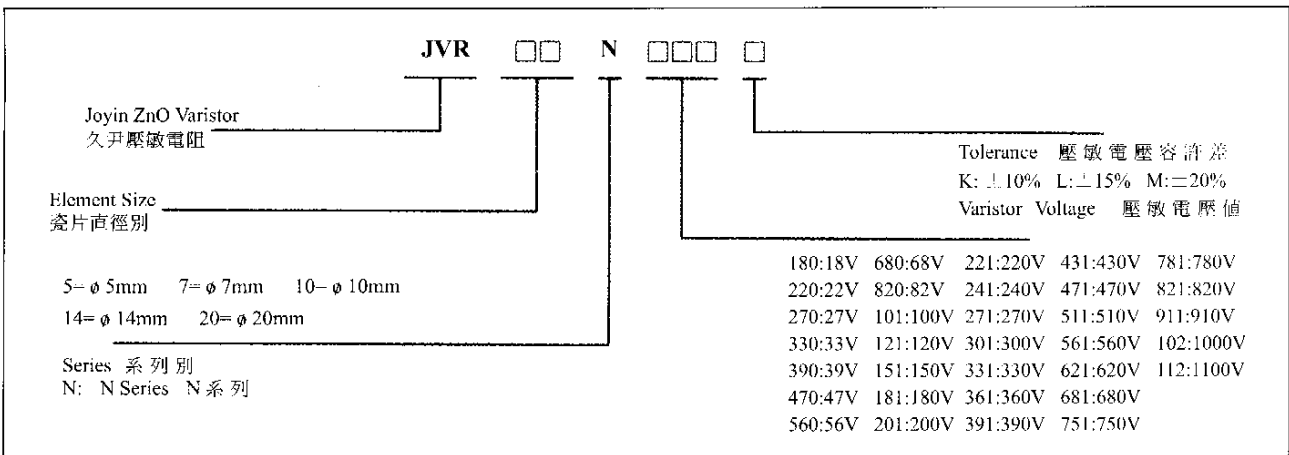 JVR □□ N □□□ □
Joyin ZnO Varistor
久尹壓敏電阻
Element Size
瓷片直徑別
5= ø 5mm 7= ø 7mm 10= ø 10mm
14= ø 14mm 20= ø 20mm
Series 系列別
N: N Series N系列
Tolerance 壓敏電壓容許差
K: ±10% L:±15% M:±20%
Varistor Voltage 壓敏電壓值
180:18V 680:68V 221:220V 431:430V 781:780V
220:22V 820:82V 241:240V 471:470V 821:820V
270:27V 101:100V 271:270V 511:510V 911:910V
330:33V 121:120V 301:300V 561:560V 102:1000V
390:39V 151:150V 331:330V 621:620V 112:1100V
470:47V 181:180V 361:360V 681:680V
560:56V 201:200V 391:390V 751:750V